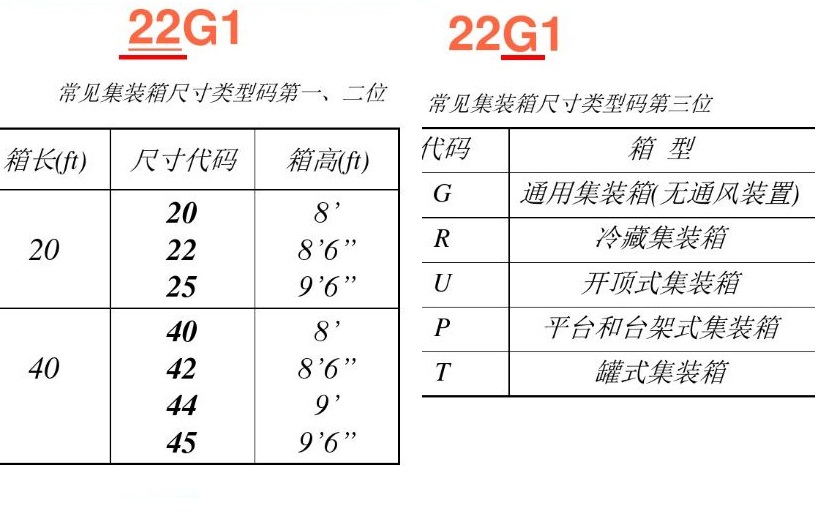 22G1
常见集装箱尺寸类型码第一、二位
箱长(ft) 尺寸代码 箱高(ft)
20
20 8’
22 8’6”
25 9’6”
40
40 8’
42 8’6”
44 9’
45 9’6”
22G1
常见集装箱尺寸类型码第三位
代码 箱 型
G 通用集装箱(无通风装置)
R 冷藏集装箱
U 开顶式集装箱
P 平台和台架式集装箱
T 罐式集装箱